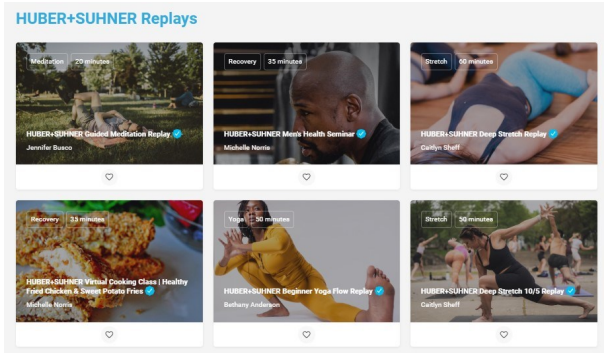 HUBER+SUHNER Replays
Meditation 20 minutes
HUBER+SUHNER Guided Meditation Replay
Jennifer Busco
Recovery 35 minutes
HUBER+SUHNER Men's Health Seminar
Michelle Norris
Stretch 60 minutes
HUBER+SUHNER Deep Stretch Replay
Caitlyn Sheff
Recovery 35 minutes
HUBER+SUHNER Virtual Cooking Class | Healthy
Fried Chicken & Sweet Potato Fries
Michelle Norris
Yoga 50 minutes
HUBER+SUHNER Beginner Yoga Flow Replay
Bethany Anderson
Stretch 50 minutes
HUBER+SUHNER Deep Stretch 10/5 Replay
Caitlyn Sheff